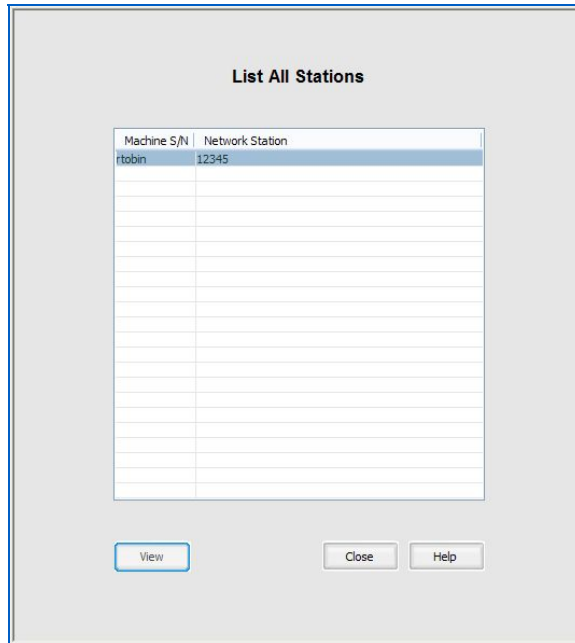 List All Stations
Machine S/N Network Station
rtobin 12345
View Close Help